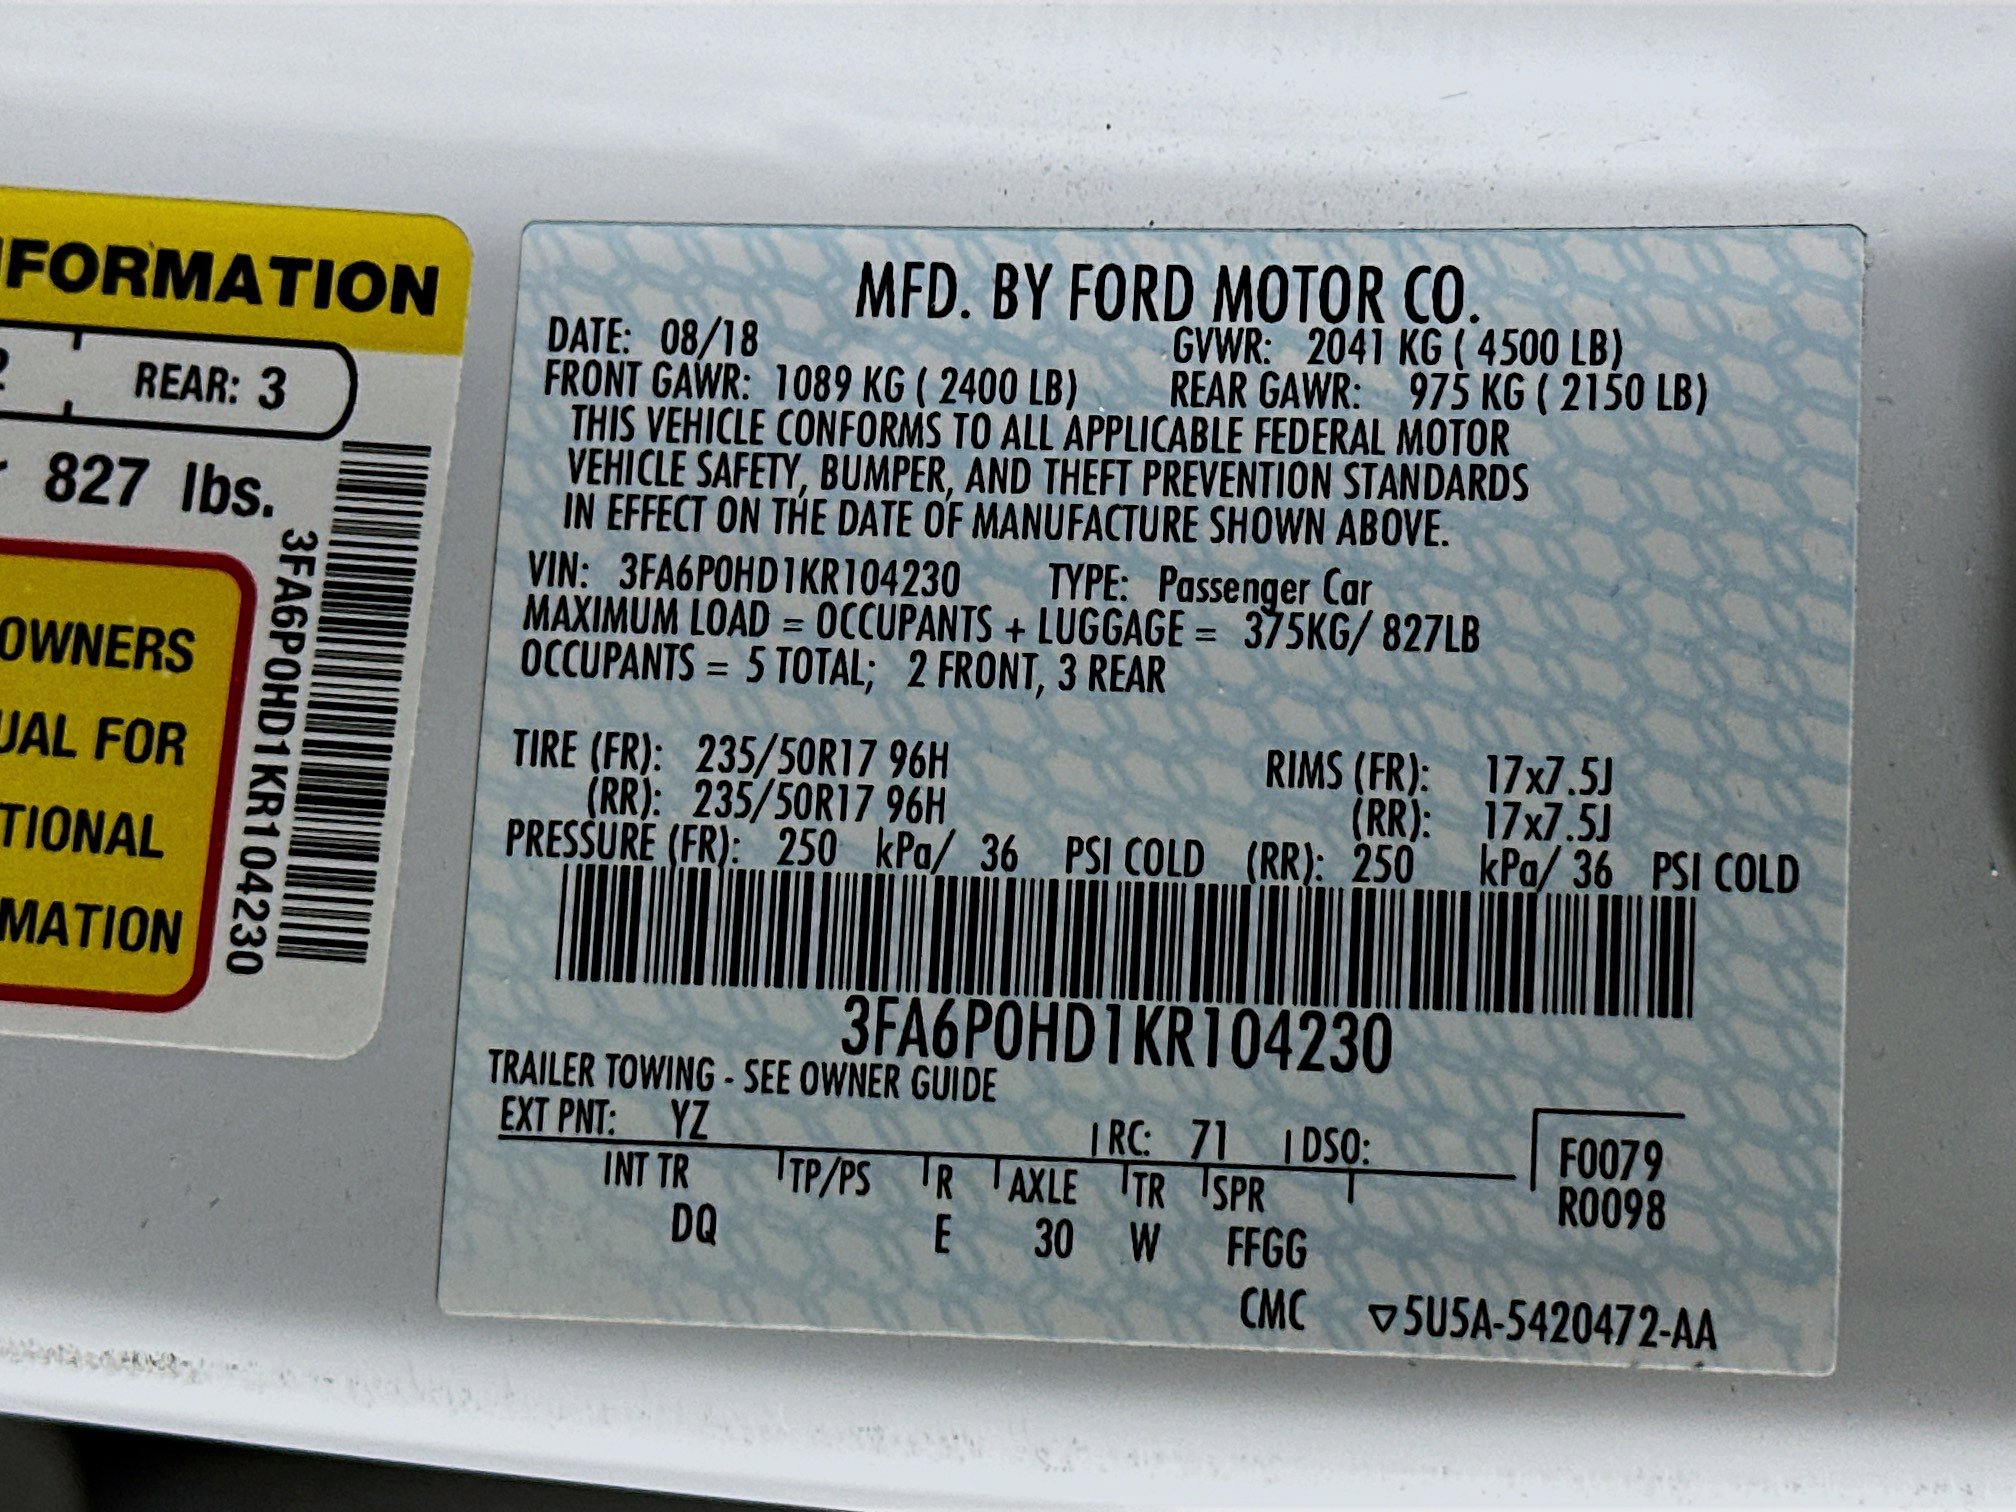 NFORMATION
2 REAR: 3
827 lbs.
OWNERS
UAL FOR
TIONAL
MATION
3FA6P0HD1KR104230
MFD. BY FORD MOTOR CO.
DATE: 08/18 GVWR: 2041 KG ( 4500 LB)
FRONT GAWR: 1089 KG ( 2400 LB) REAR GAWR: 975 KG ( 2150 LB)
THIS VEHICLE CONFORMS TO ALL APPLICABLE FEDERAL MOTOR
VEHICLE SAFETY, BUMPER, AND THEFT PREVENTION STANDARDS
IN EFFECT ON THE DATE OF MANUFACTURE SHOWN ABOVE.
VIN: 3FA6P0HD1KR104230 TYPE: Passenger Car
MAXIMUM LOAD = OCCUPANTS + LUGGAGE = 375KG/ 827LB
OCCUPANTS = 5 TOTAL; 2 FRONT, 3 REAR
TIRE (FR): 235/50R17 96H RIMS (FR): 17x7.5J
(RR): 235/50R17 96H (RR): 17x7.5J
PRESSURE (FR): 250 kPa/ 36 PSI COLD (RR): 250 kPa/ 36 PSI COLD
3FA6P0HD1KR104230
TRAILER TOWING - SEE OWNER GUIDE
EXT PNT: YZ RC: 71 DSO: F0079
INT TR TP/PS R AXLE TR SPR R0098
DQ E 30 W FFGG
CMC ▽5U5A-5420472-AA